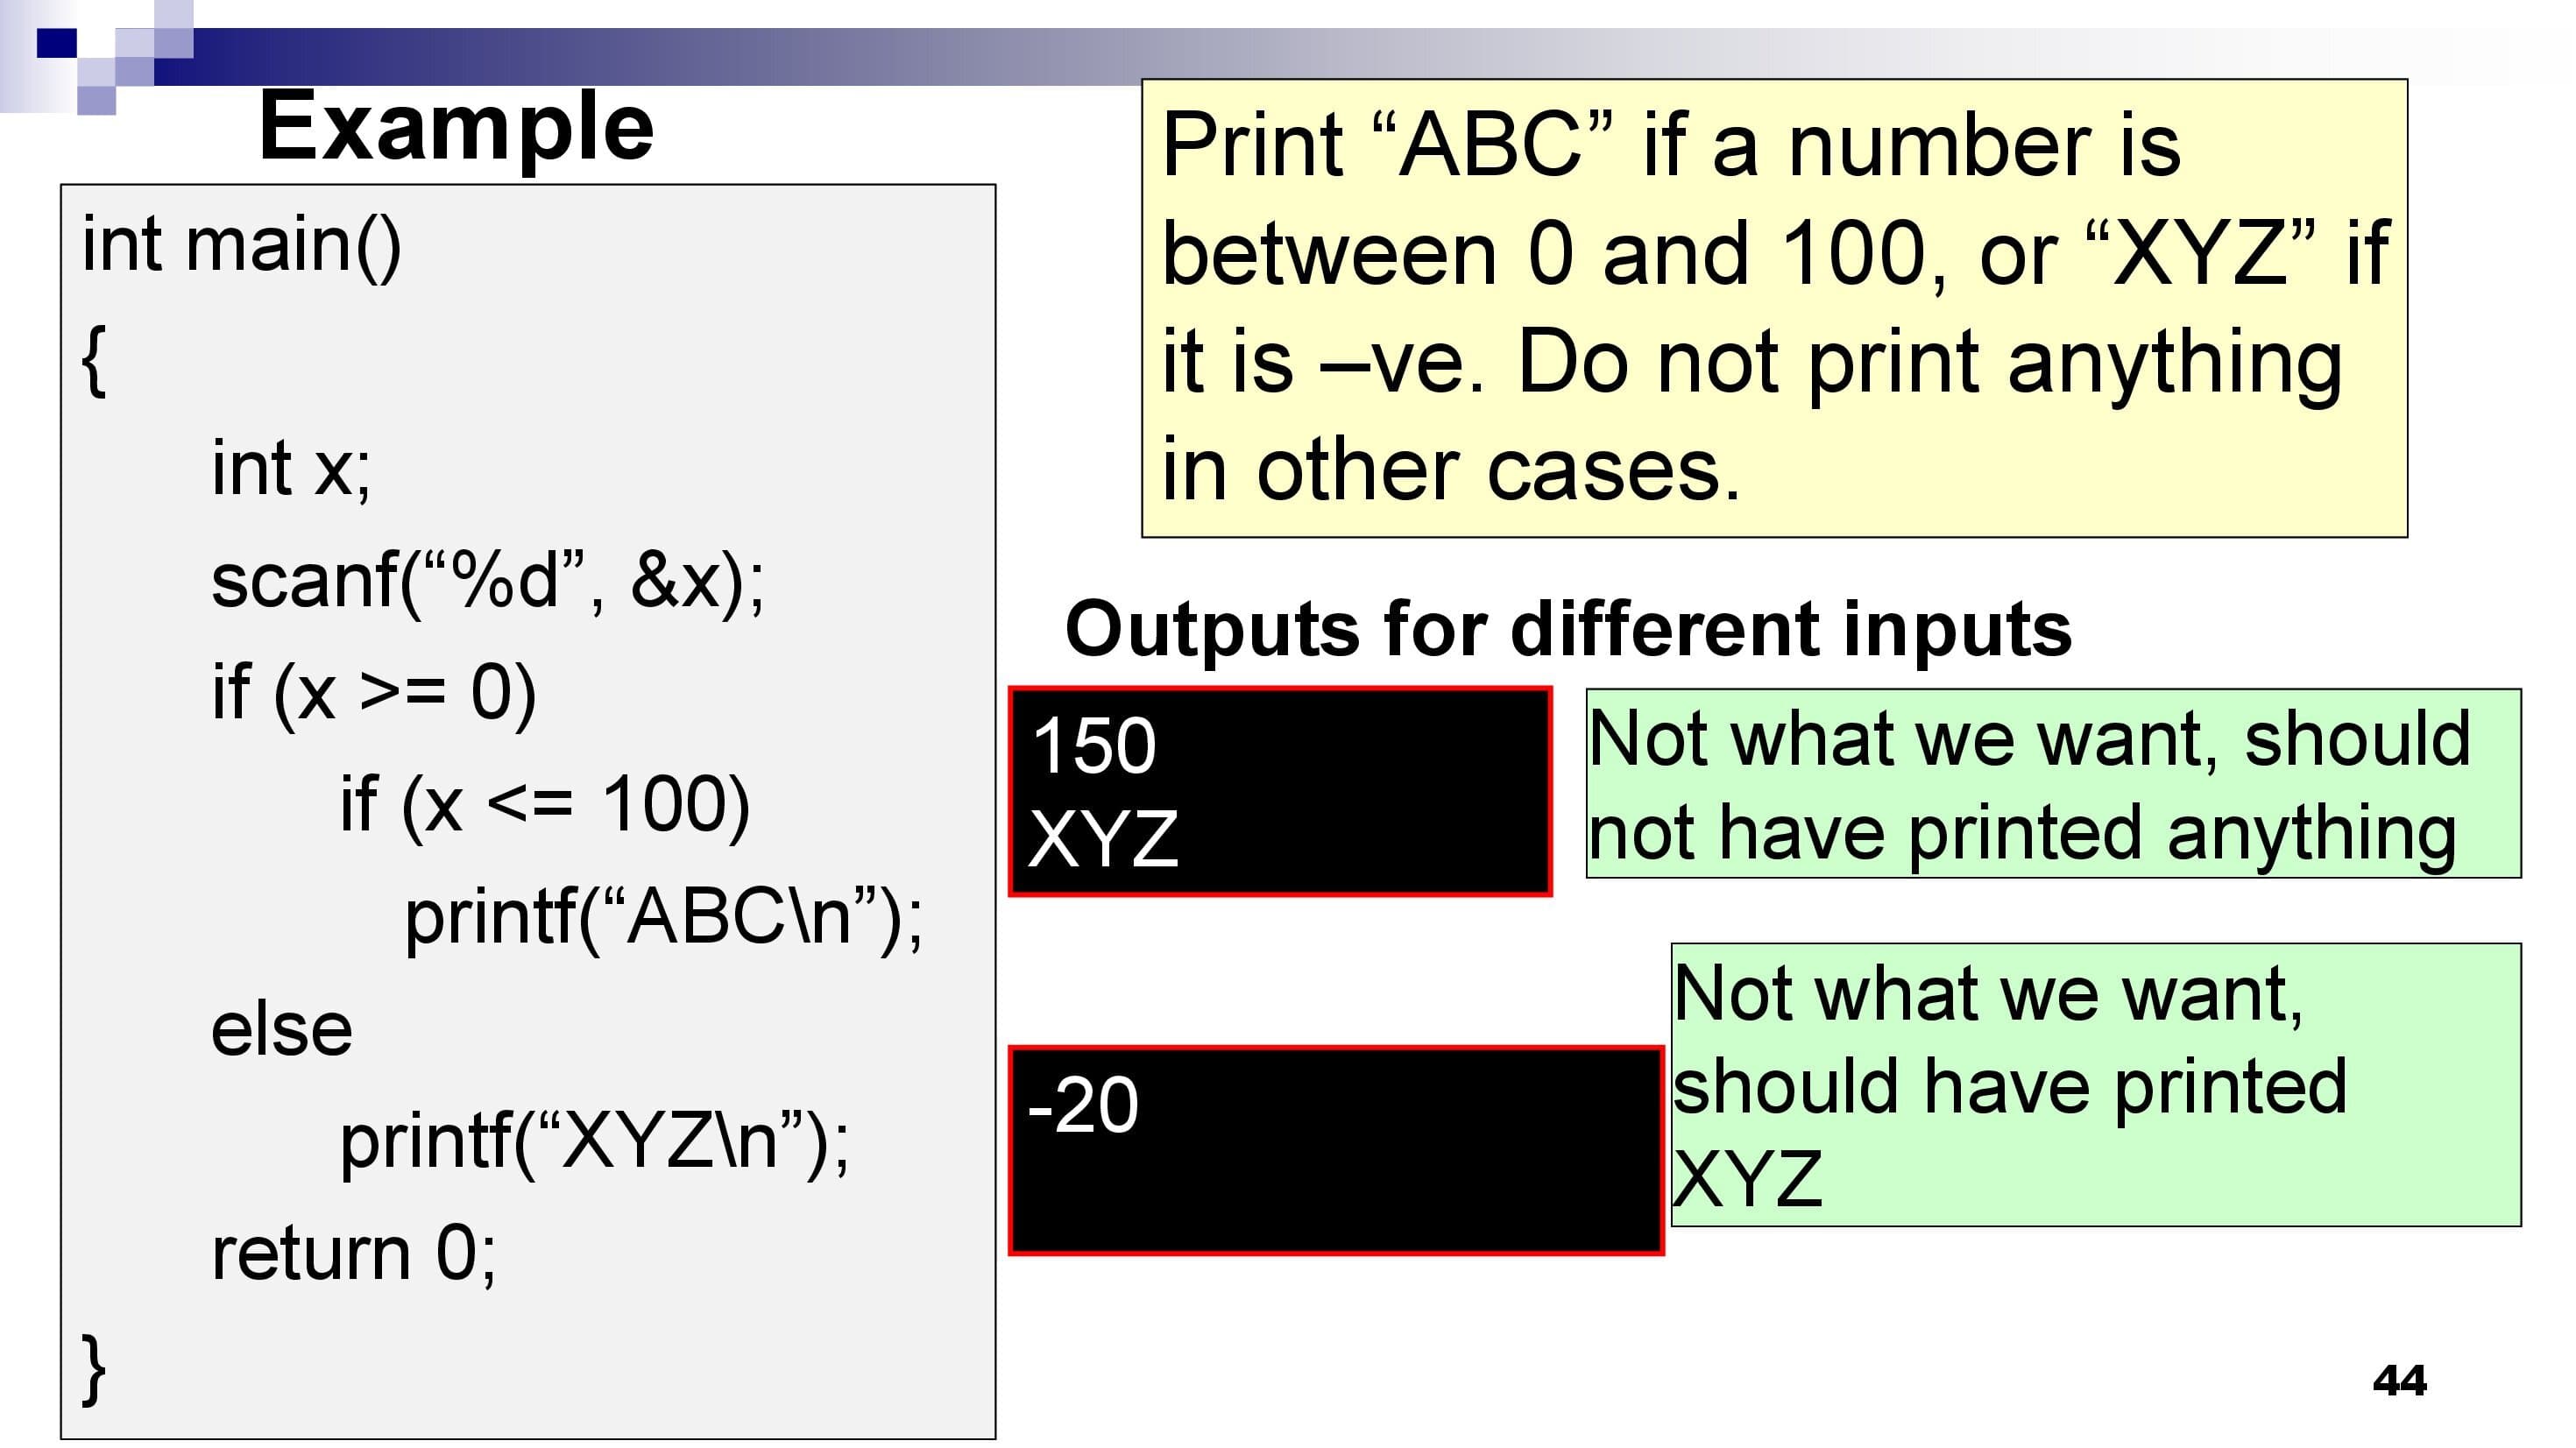 Example
int main()
{
int x;
scanf(“%d”, &x);
if (x >= 0)
if (x <= 100)
printf(“ABC\n”);
else
printf(“XYZ\n”);
return 0;
}
Print “ABC” if a number is
between 0 and 100, or “XYZ” if
it is –ve. Do not print anything
in other cases.
Outputs for different inputs
150
XYZ
Not what we want, should
not have printed anything
-20
Not what we want,
should have printed
XYZ
44